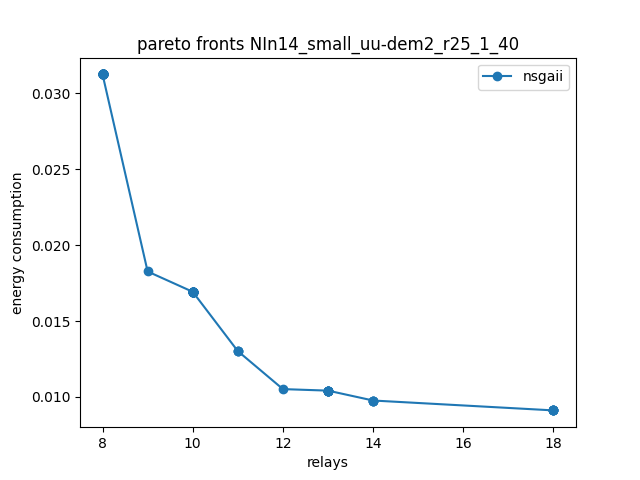 pareto fronts NIn14_small_uu-dem2_r25_1_40
nsgaii
0.030
0.025
0.020
0.015
0.010
energy consumption
8 10 12 14 16 18
relays